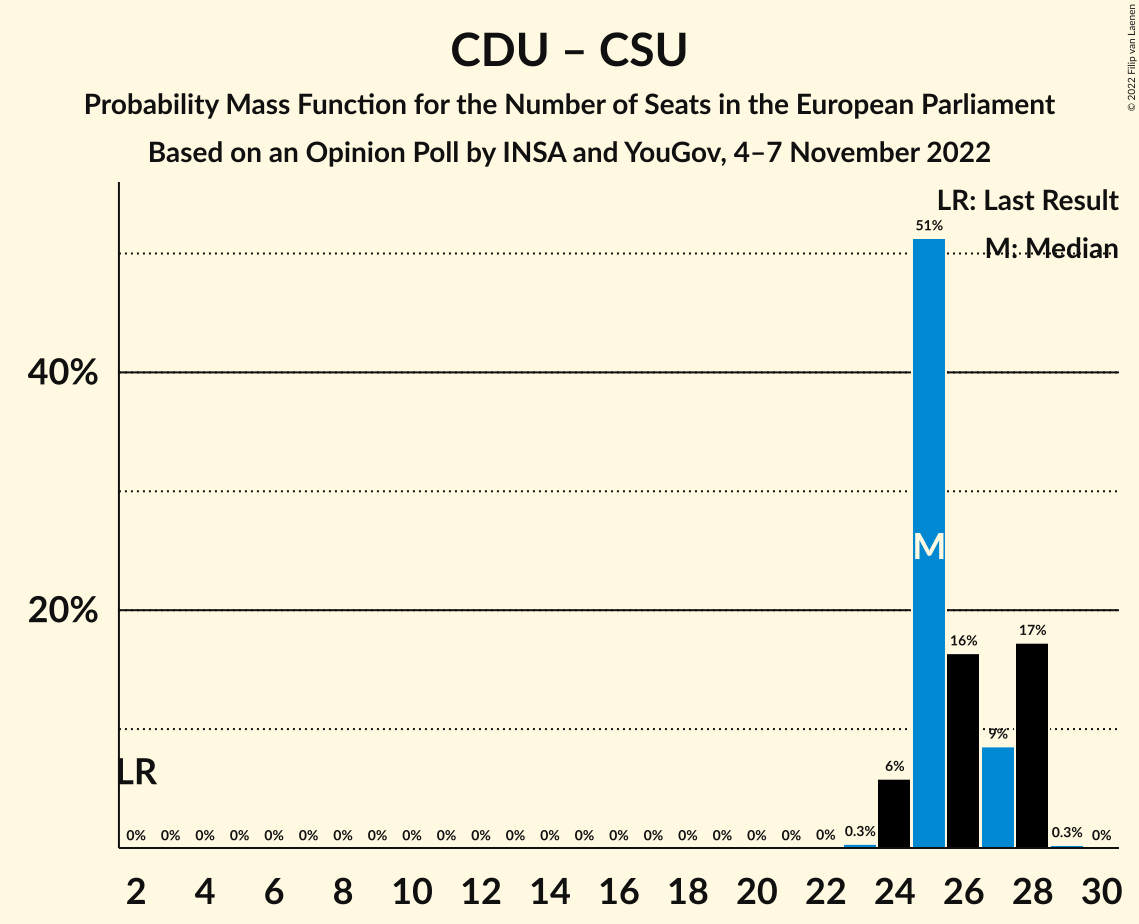 CDU – CSU
Probability Mass Function for the Number of Seats in the European Parliament
Based on an Opinion Poll by INSA and YouGov, 4–7 November 2022
© 2022 Filip van Laenen
LR: Last Result
M: Median
51%
40%
M
20%
16%
17%
9%
6%
LR
0% 0% 0% 0% 0% 0% 0% 0% 0% 0% 0% 0% 0% 0% 0% 0% 0% 0% 0% 0% 0% 0.3% 0.3% 0%
2 4 6 8 10 12 14 16 18 20 22 24 26 28 30